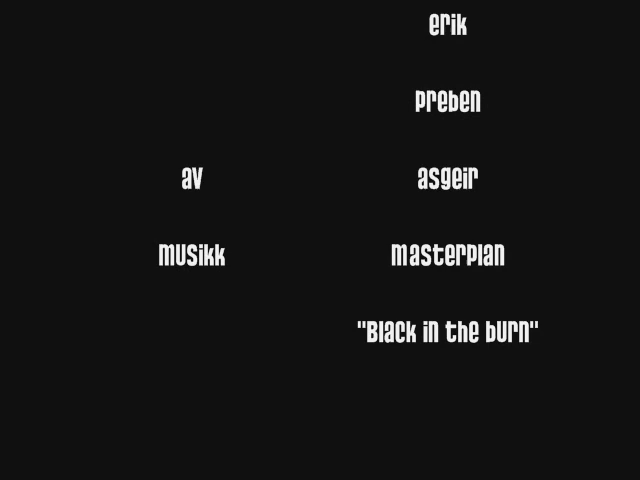 erik
preben
av asgeir
musikk masterplan
"Black in the burn"